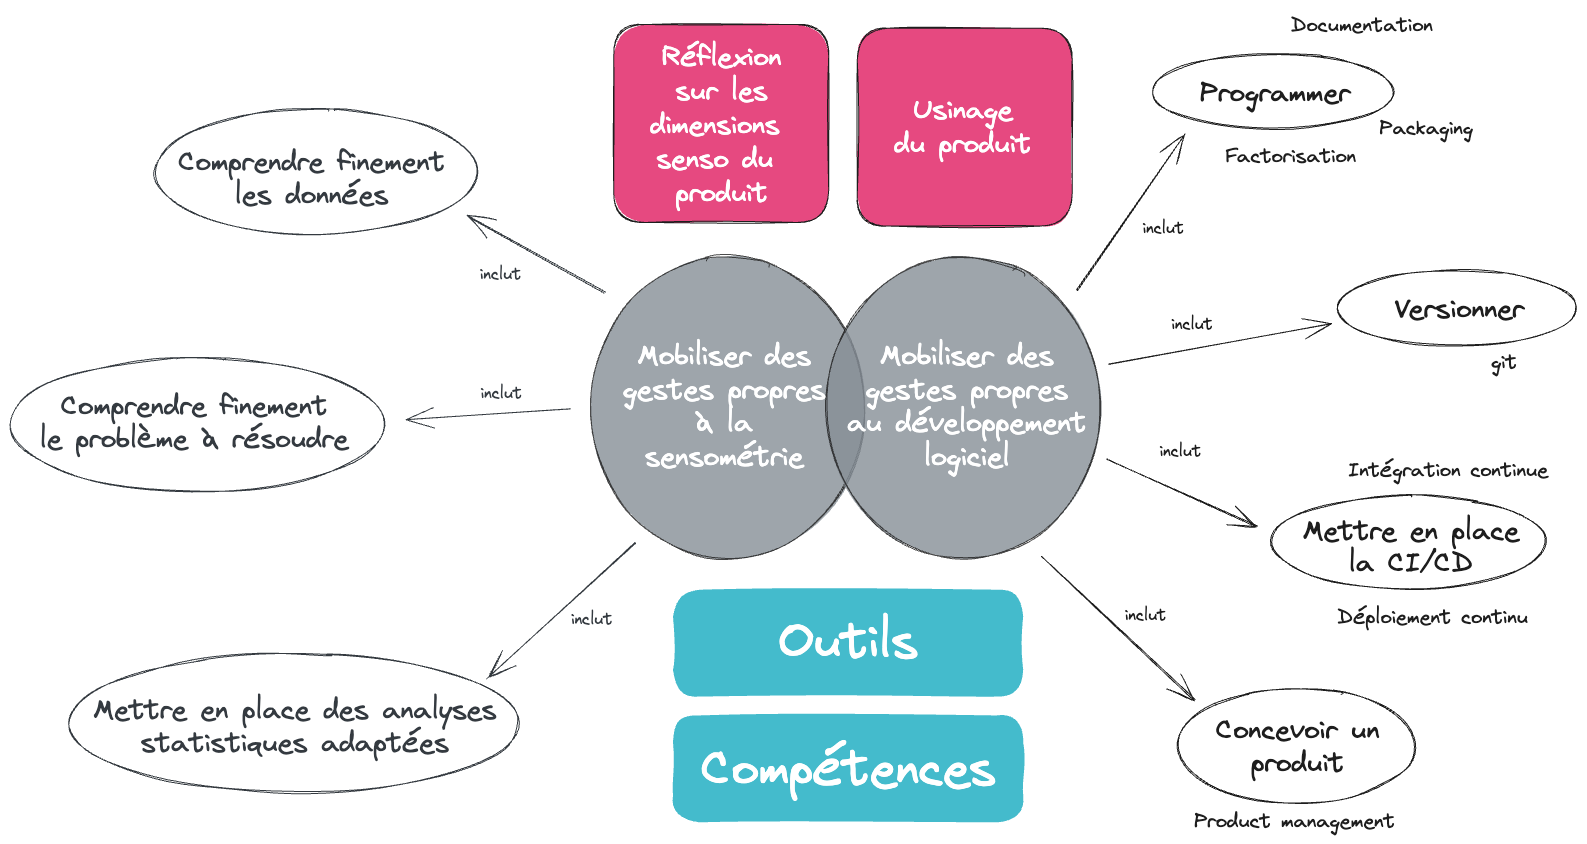 Documentation
Réflexion
sur les
dimensions
senso du
produit
Usinage
du produit
Programmer
Packaging
Factorisation
Comprendre finement
les données
inclut
inclut
Mobiliser des
gestes propres
à la
sensométrie
Mobiliser des
gestes propres
au développement
logiciel
inclut
Versionner
git
inclut
Comprendre finement
le problème à résoudre
inclut
Intégration continue
Mettre en place
la CI/CD
Déploiement continu
inclut
Mettre en place des analyses
statistiques adaptées
Outils
Compétences
inclut
Concevoir un
produit
Product management